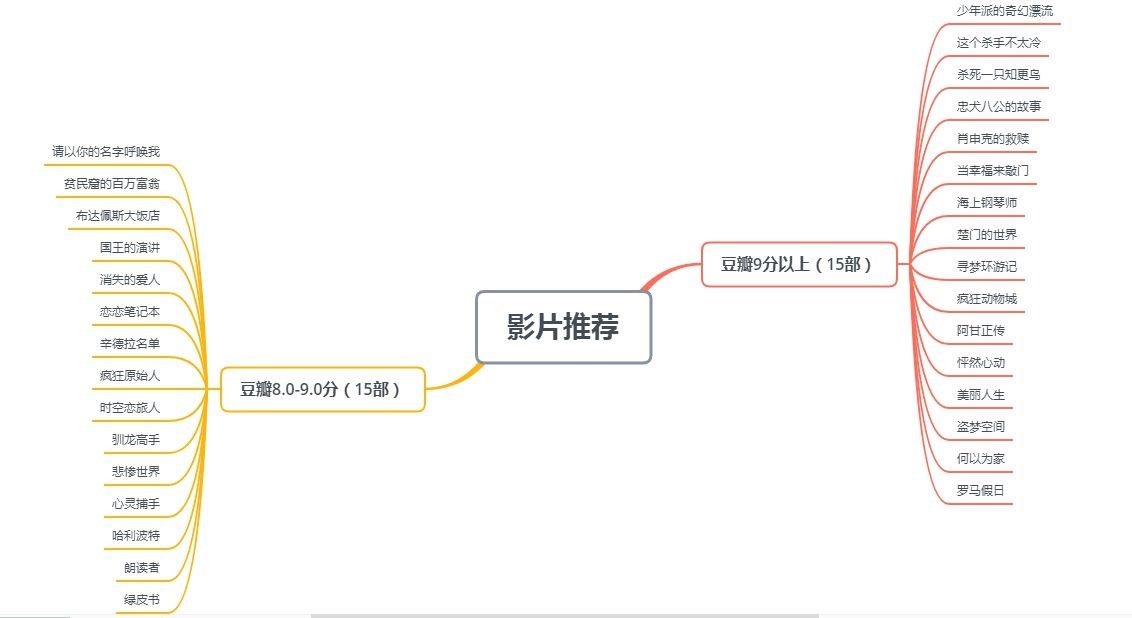 影片推荐
豆瓣9分以上（15部）
少年派的奇幻漂流
这个杀手不太冷
杀死一只知更鸟
忠犬八公的故事
肖申克的救赎
当幸福来敲门
海上钢琴师
楚门的世界
寻梦环游记
疯狂动物城
阿甘正传
怦然心动
美丽人生
盗梦空间
何以为家
罗马假日
豆瓣8.0-9.0分（15部）
请以你的名字呼唤我
贫民窟的百万富翁
布达佩斯大饭店
国王的演讲
消失的爱人
恋恋笔记本
辛德拉名单
疯狂原始人
时空恋旅人
驯龙高手
悲惨世界
心灵捕手
哈利波特
朗读者
绿皮书